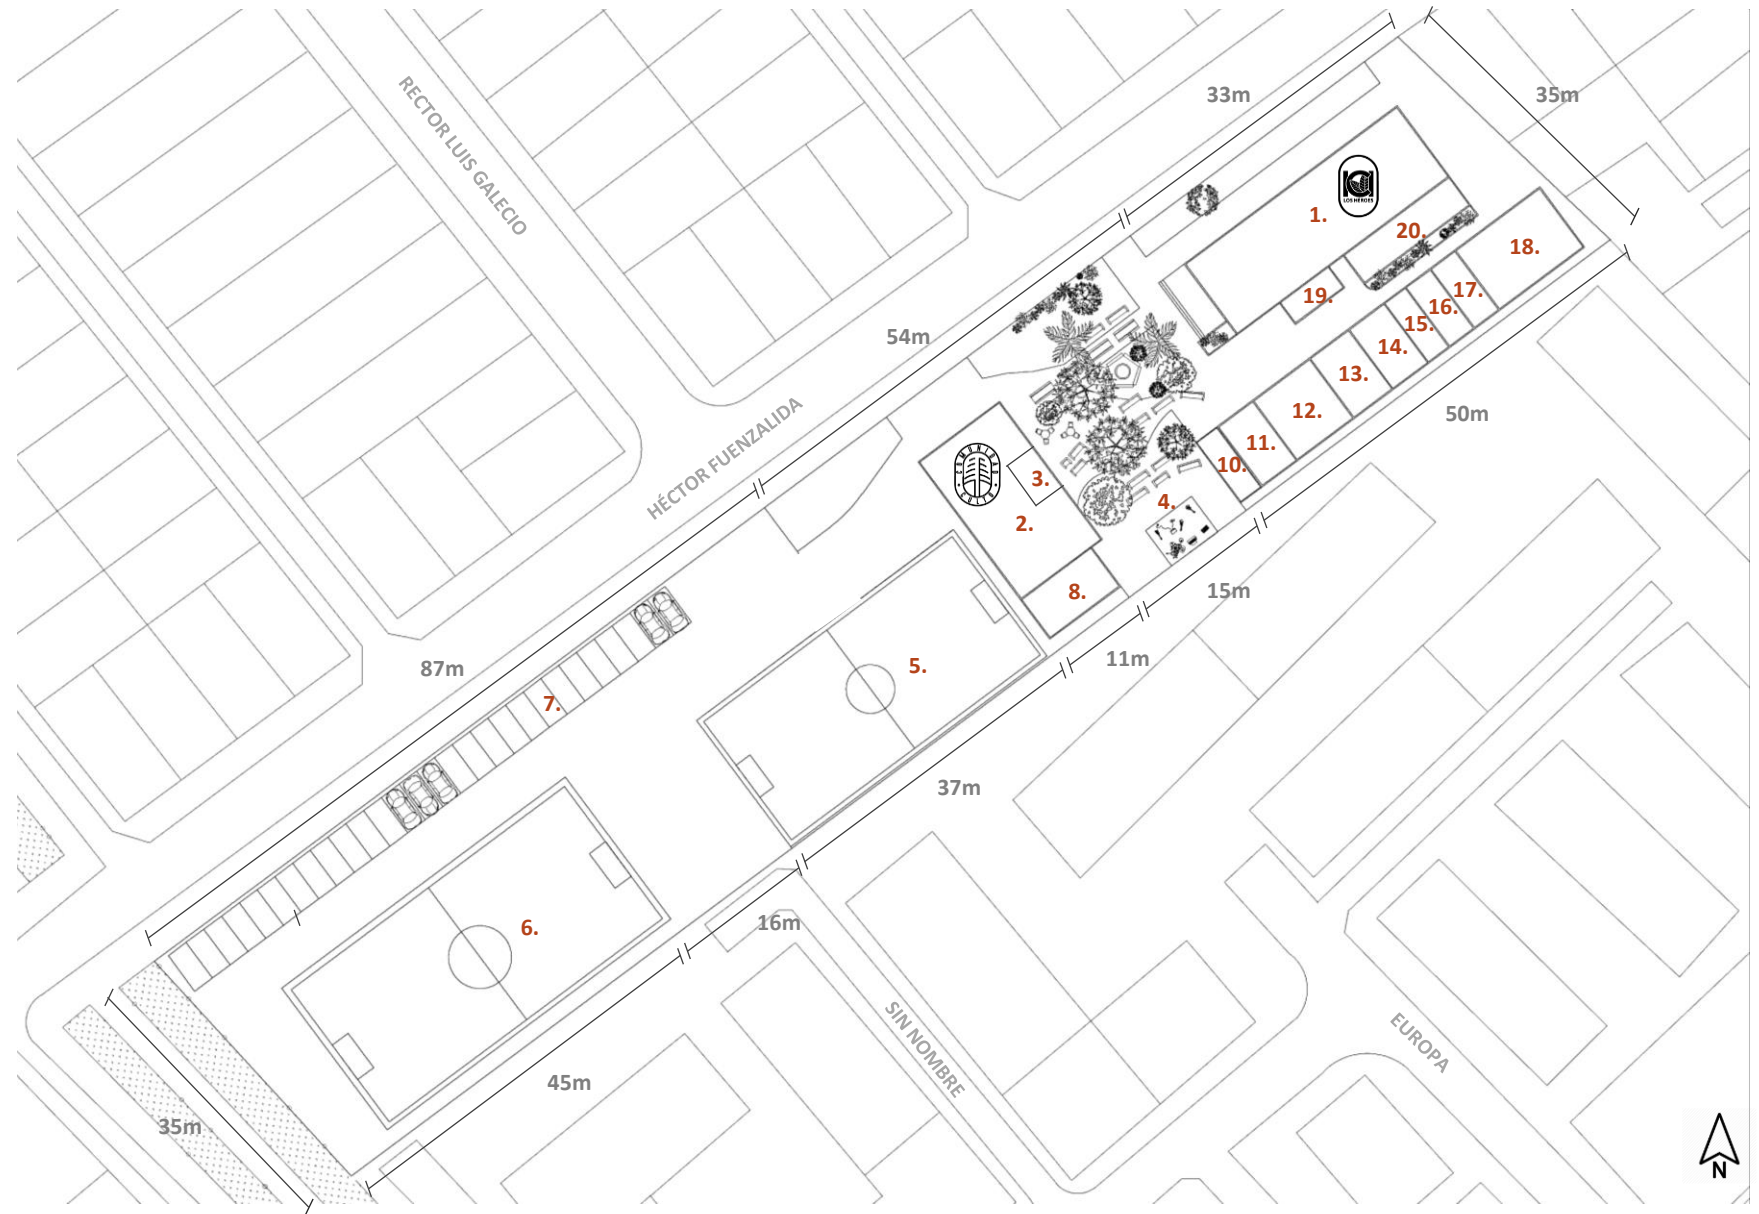 33m
35m
RECTOR LUIS GALECIO
LOS HÉROES
1.
20.
18.
19.
17.
16.
15.
54m
14.
13.
12.
50m
HÉCTOR FUENZALIDA
11.
10.
COMUNIDAD
CULTO
3.
2.
4.
8.
15m
11m
87m
5.
7.
37m
6.
16m
45m
35m
SIN NOMBRE
EUROPA
N